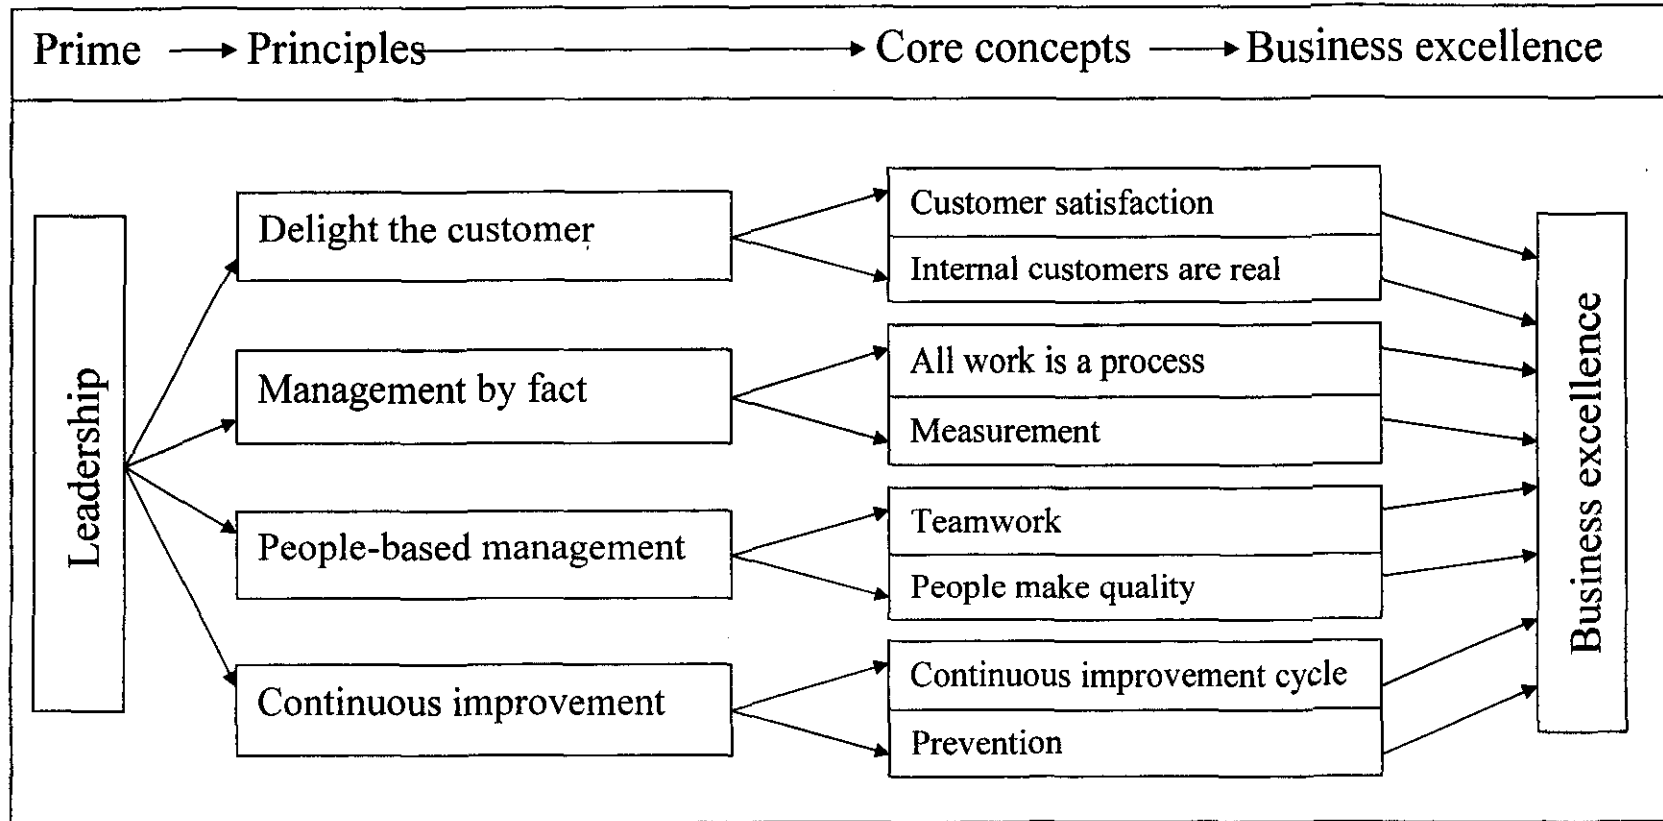 Prime → Principles → Core concepts → Business excellence
Leadership
Delight the customer
Management by fact
People-based management
Continuous improvement
Customer satisfaction
Internal customers are real
All work is a process
Measurement
Teamwork
People make quality
Continuous improvement cycle
Prevention
Business excellence